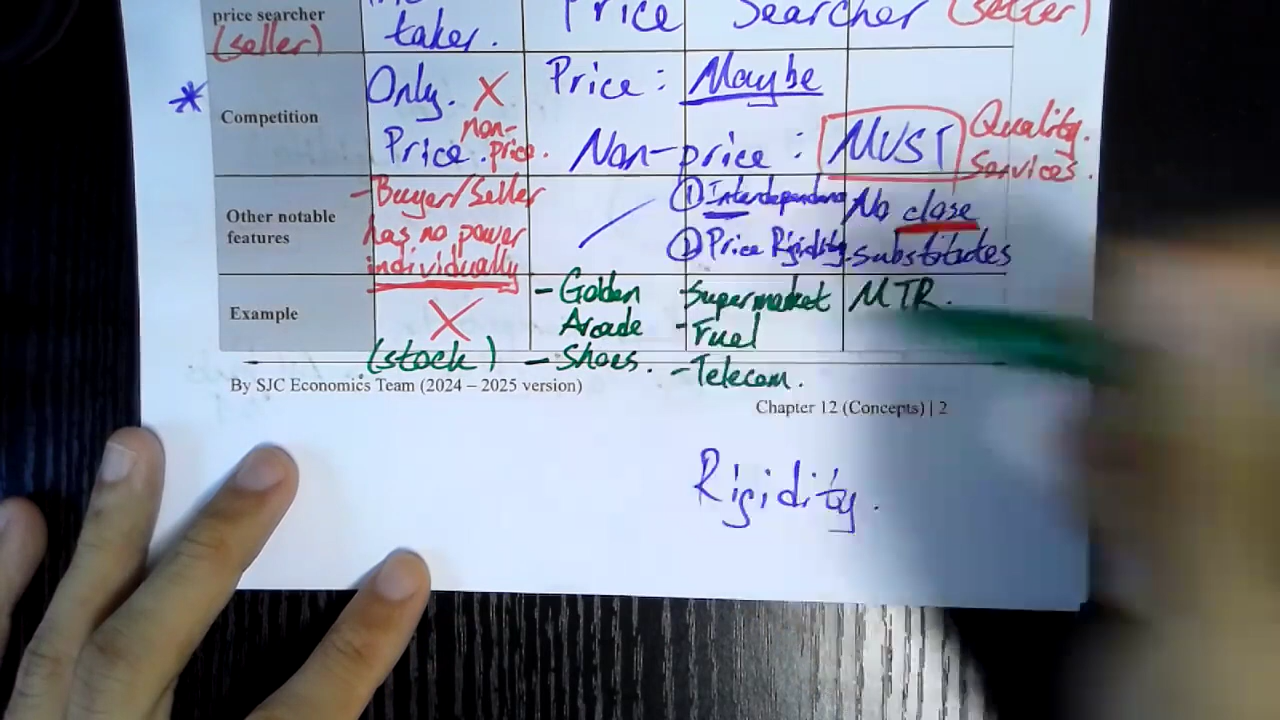 price searcher
(seller)
taker.
Price Searcher (seller)
Competition
Only. X
Price. non-price.
Price : Maybe
Non-price : MUST
Quality.
Services.
Other notable
features
- Buyer/Seller
has no power
individually
① Interdependency
② Price Rigidity.
No close
substitutes
Example
X
(stock)
- Golden
Arcade
- Shoes.
- Supermarket
- Fuel
- Telecom.
MTR.
By SJC Economics Team (2024 – 2025 version)
Chapter 12 (Concepts) | 2
Rigidity.